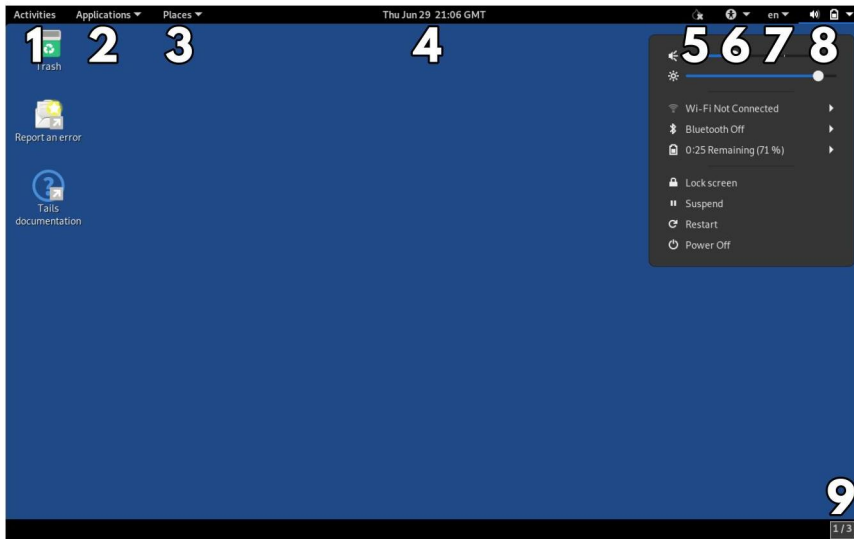 Activities Applications Places Thu Jun 29 21:06 GMT en
1 2 3 4 5 6 7 8
Trash
Report an error
Tails
documentation
Wi-Fi Not Connected
Bluetooth Off
0:25 Remaining (71 %)
Lock screen
Suspend
Restart
Power Off
9
1 / 3